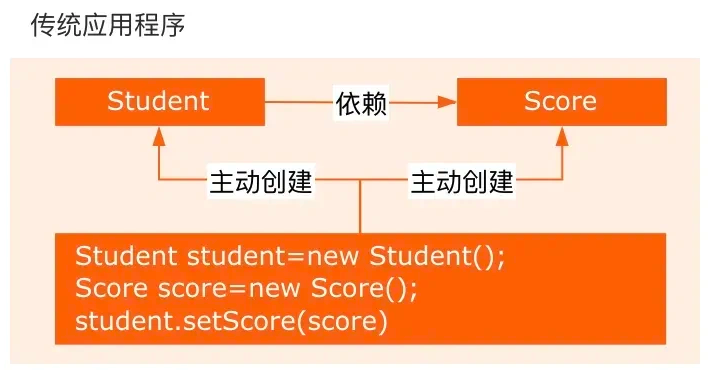 传统应用程序
Student
依赖
Score
主动创建
主动创建
Student student=new Student();
Score score=new Score();
student.setScore(score)